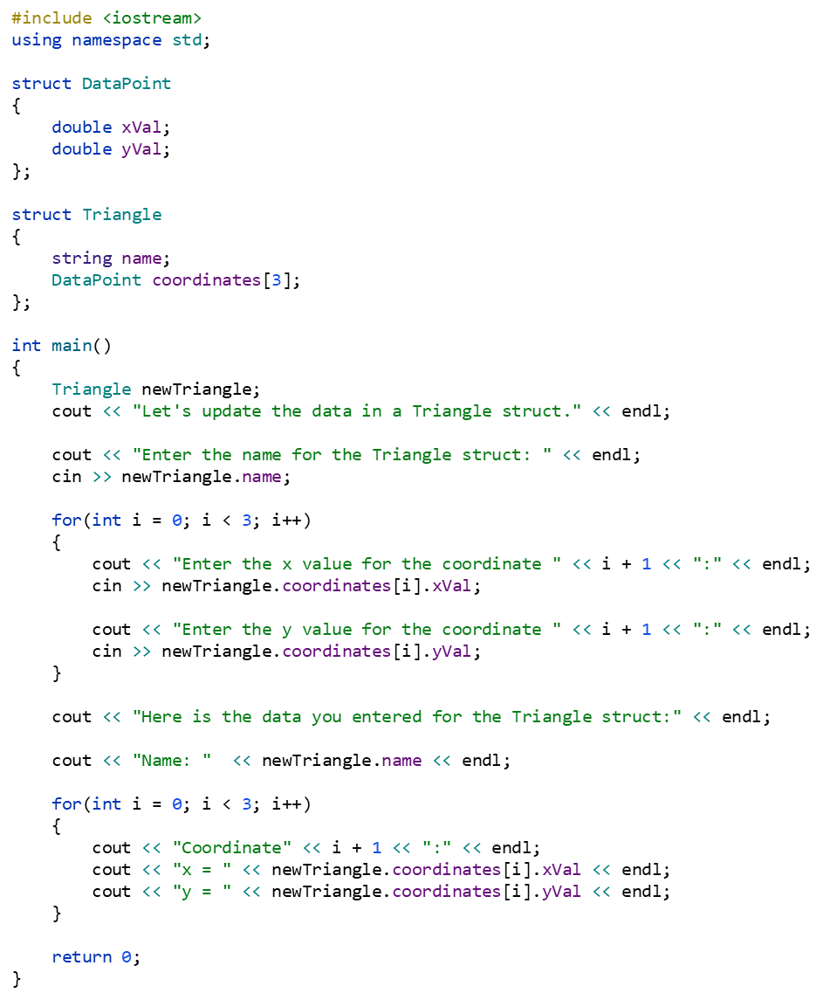 #include <iostream>
using namespace std;

struct DataPoint
{
    double xVal;
    double yVal;
};

struct Triangle
{
    string name;
    DataPoint coordinates[3];
};

int main()
{
    Triangle newTriangle;
    cout << "Let's update the data in a Triangle struct." << endl;

    cout << "Enter the name for the Triangle struct: " << endl;
    cin >> newTriangle.name;

    for(int i = 0; i < 3; i++)
    {
        cout << "Enter the x value for the coordinate " << i + 1 << ":" << endl;
        cin >> newTriangle.coordinates[i].xVal;

        cout << "Enter the y value for the coordinate " << i + 1 << ":" << endl;
        cin >> newTriangle.coordinates[i].yVal;
    }

    cout << "Here is the data you entered for the Triangle struct:" << endl;

    cout << "Name: "  << newTriangle.name << endl;

    for(int i = 0; i < 3; i++)
    {
        cout << "Coordinate" << i + 1 << ":" << endl;
        cout << "x = " << newTriangle.coordinates[i].xVal << endl;
        cout << "y = " << newTriangle.coordinates[i].yVal << endl;
    }

    return 0;
}